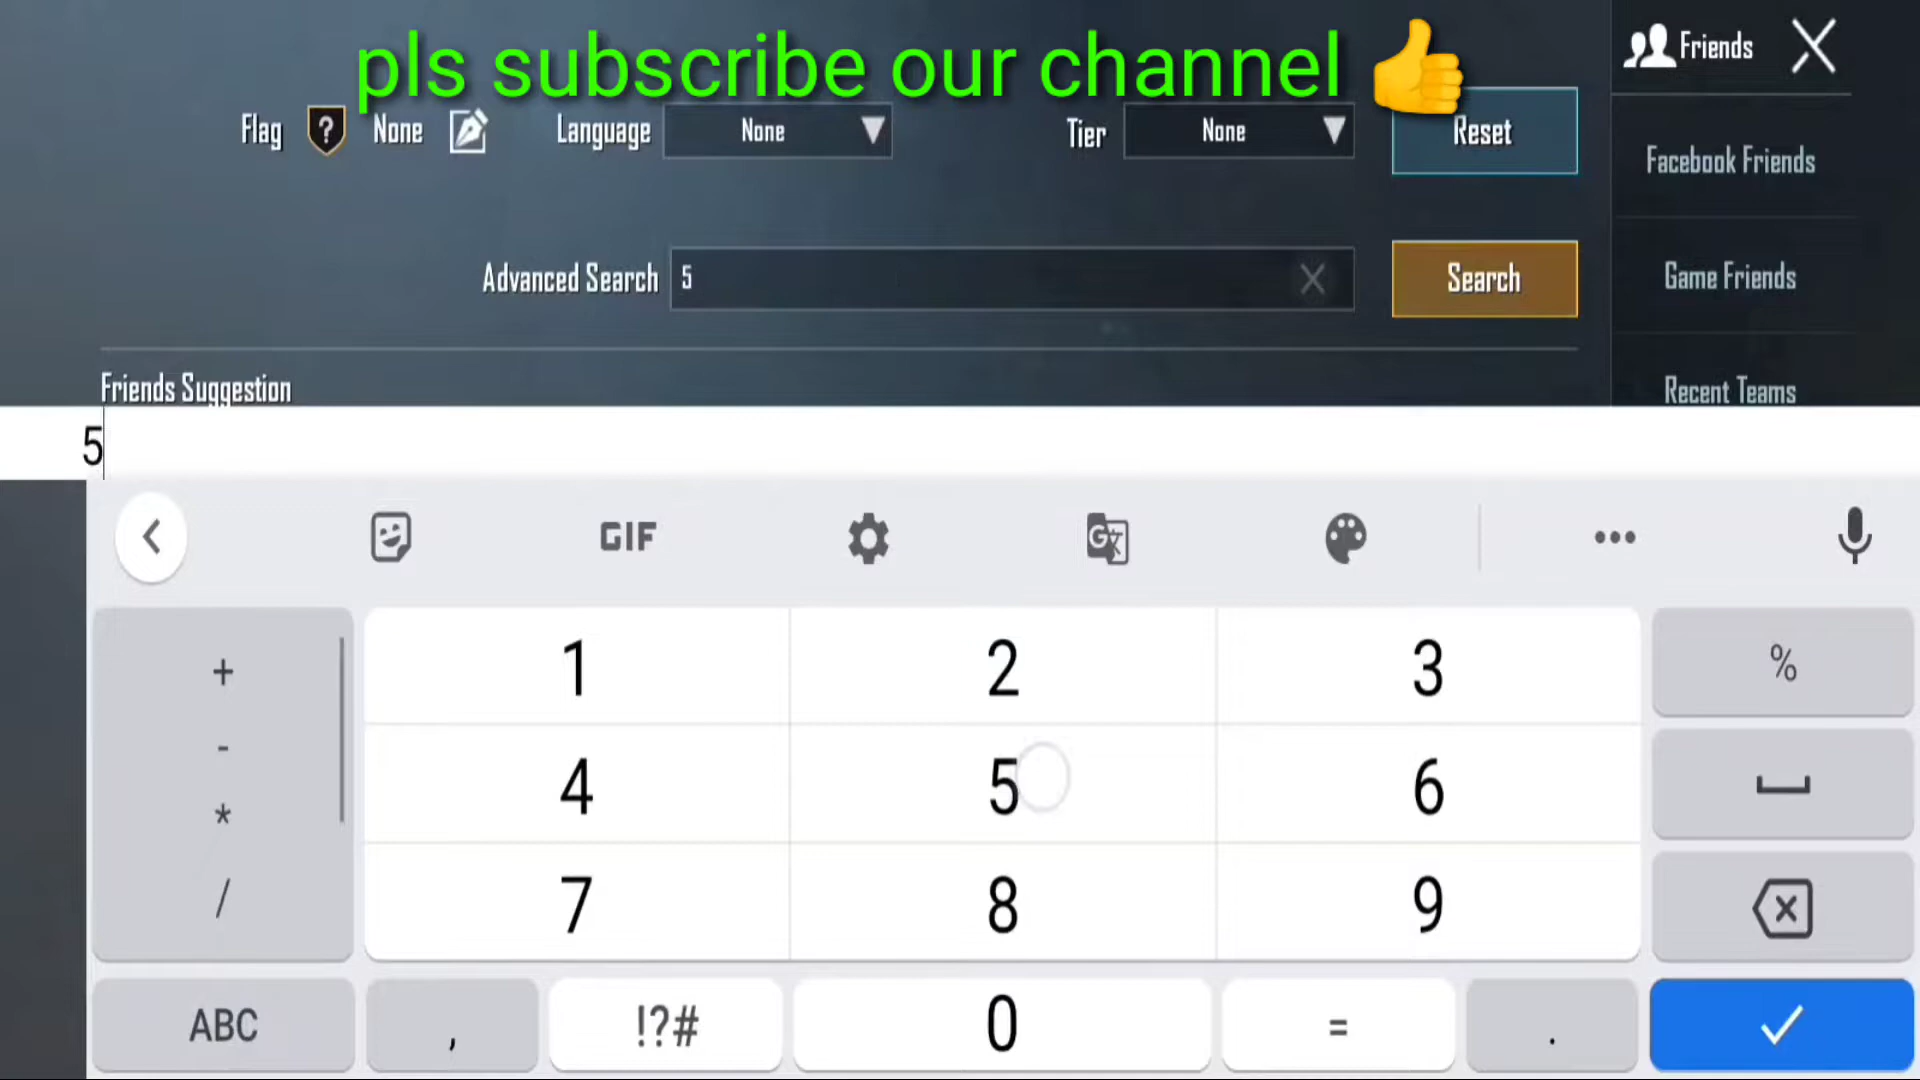 pls subscribe our channel 👍
Friends
Flag ? None Language None Tier None Reset
Facebook Friends
Advanced Search 5 Search
Game Friends
Friends Suggestion
Recent Teams
5
GIF
+ 1 2 3 %
- 4 5 6
*
/ 7 8 9
ABC , !?# 0 = .